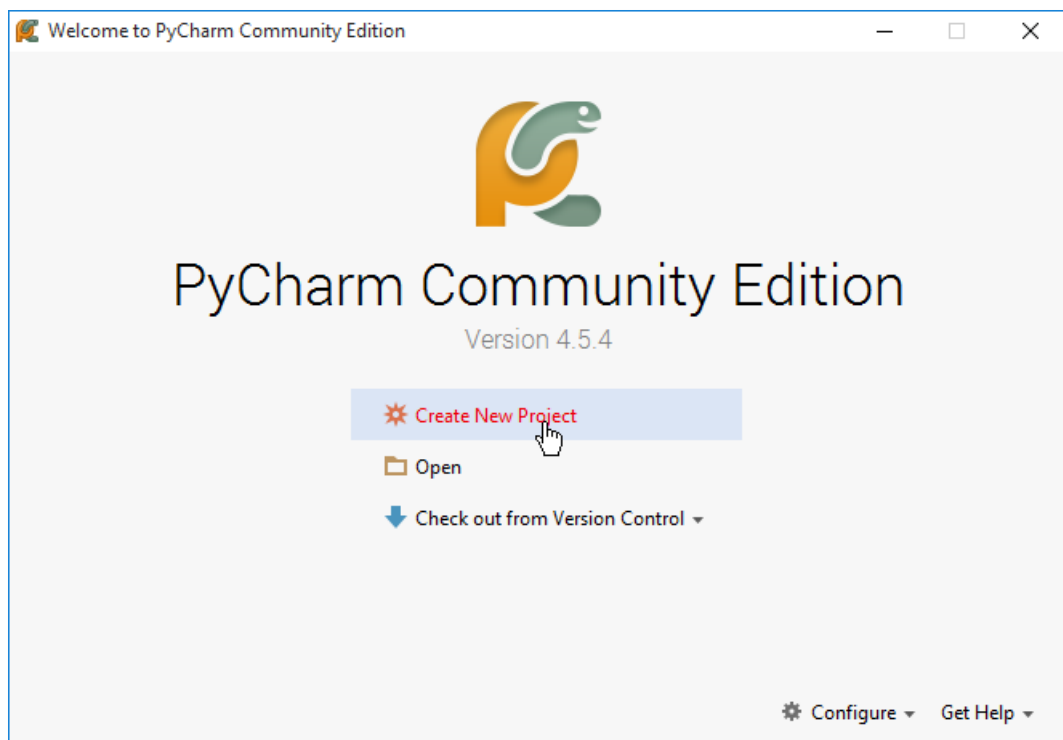 Welcome to PyCharm Community Edition
PyCharm Community Edition
Version 4.5.4
Create New Project
Open
Check out from Version Control
Configure Get Help